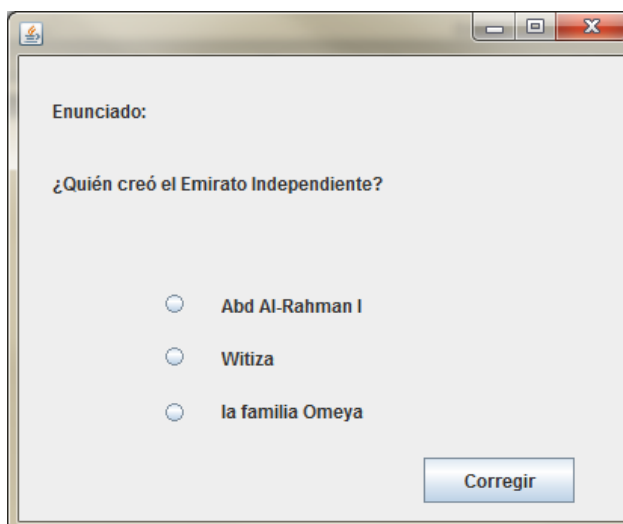 Enunciado:
¿Quién creó el Emirato Independiente?
Abd Al-Rahman I
Witiza
la familia Omeya
Corregir